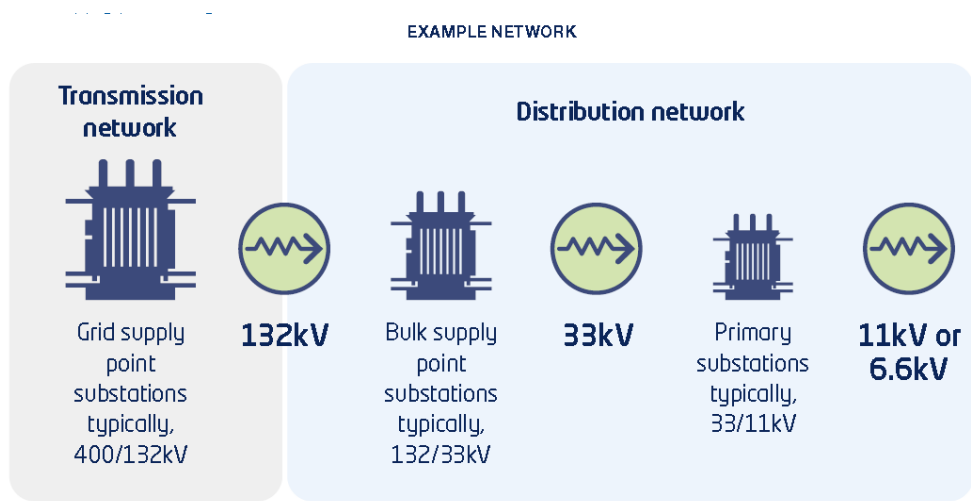 EXAMPLE NETWORK
Transmission
network
Distribution network
Grid supply
point
substations
typically,
400/132kV
132kV
Bulk supply
point
substations
typically,
132/33kV
33kV
Primary
substations
typically,
33/11kV
11kV or
6.6kV